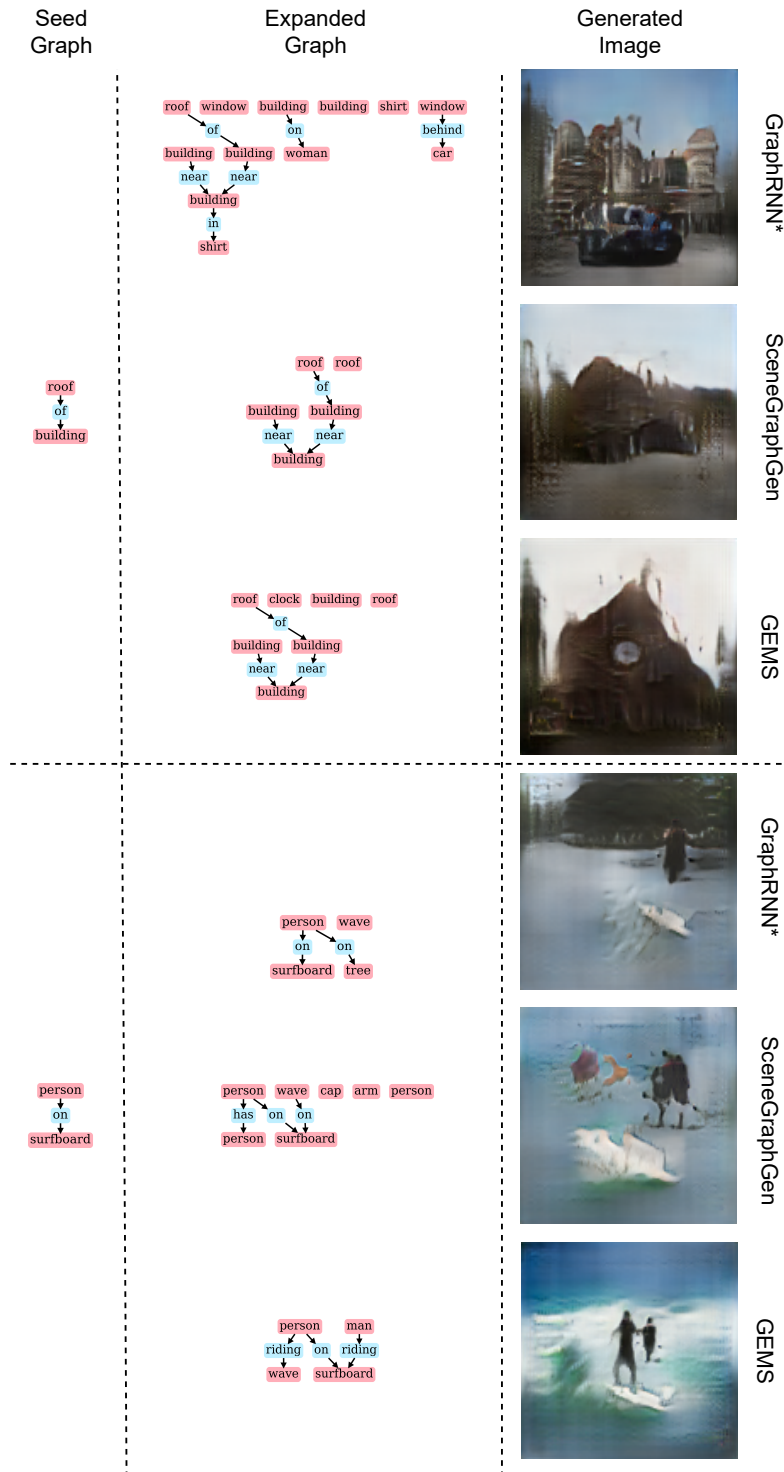 Seed
Graph
Expanded
Graph
Generated
Image
roof window building building shirt window
of on behind
building building woman car
near near
building
in
shirt
GraphRNN*
roof
of
building
roof roof
of
building building
near near
building
SceneGraphGen
roof clock building roof
of
building building
near near
building
GEMS
person wave
on on
surfboard tree
GraphRNN*
person
on
surfboard
person wave cap arm person
has on on
person surfboard
SceneGraphGen
person man
riding on riding
wave surfboard
GEMS